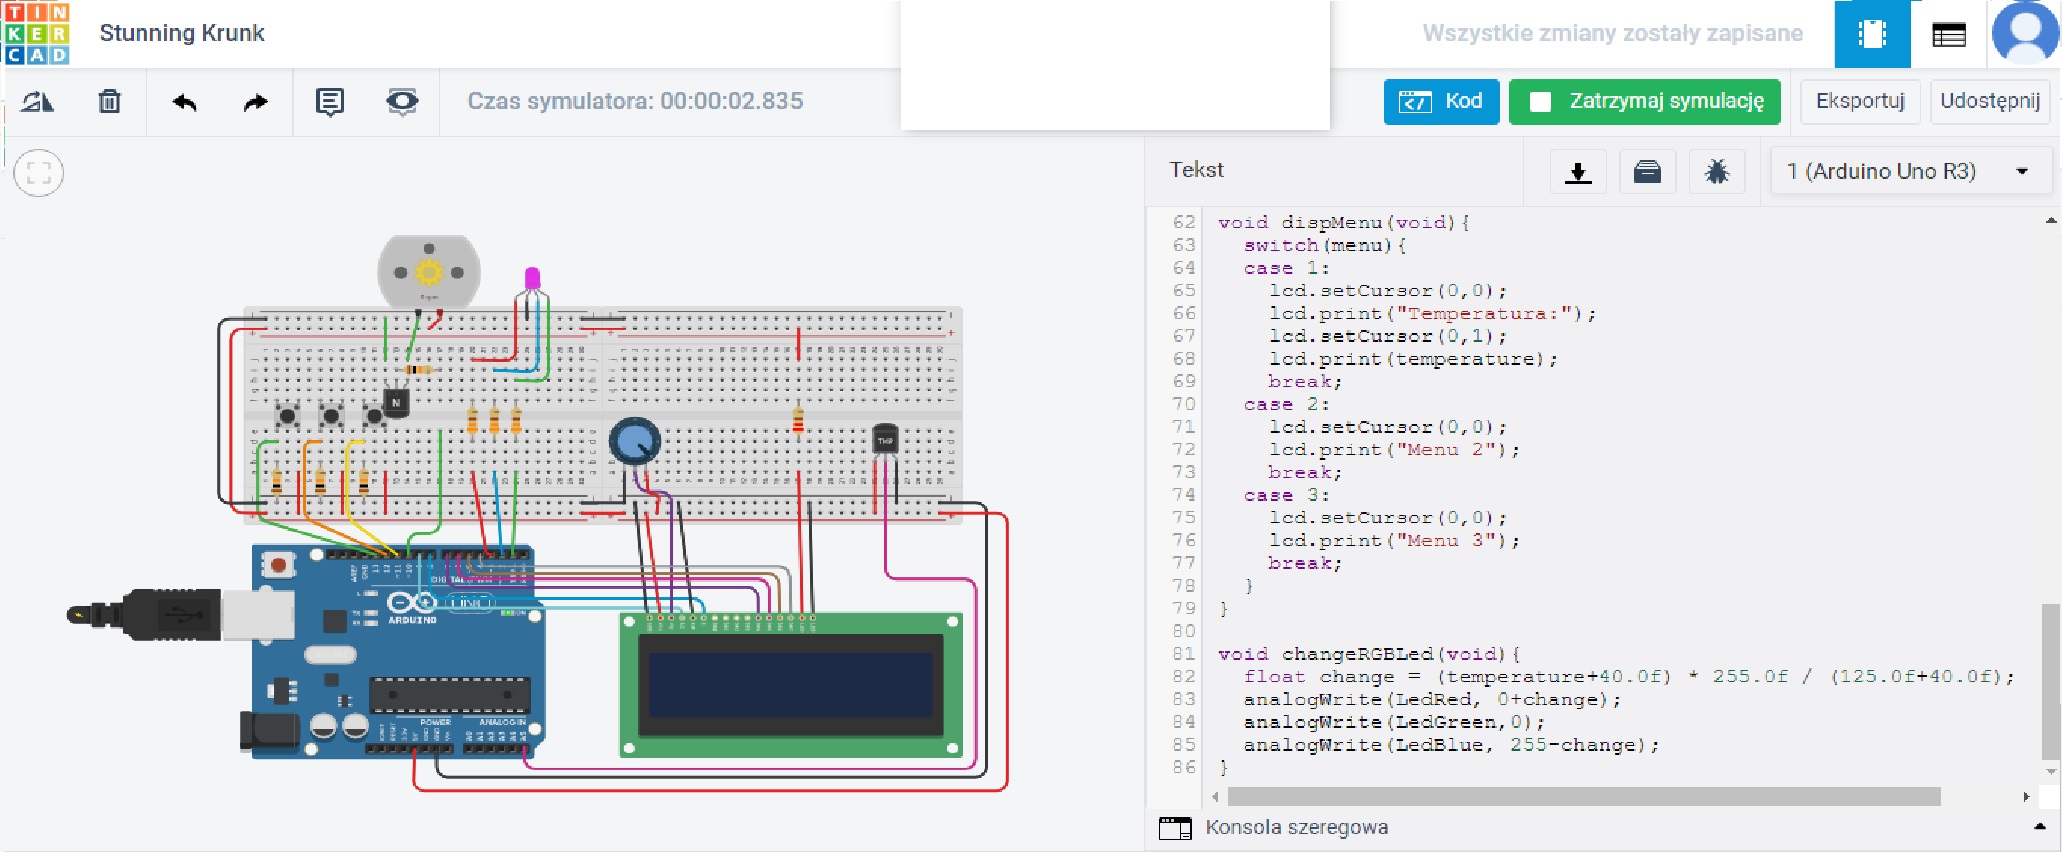 TIN
KER
CAD
Stunning Krunk
Wszystkie zmiany zostały zapisane
Czas symulatora: 00:00:02.835
Kod
Zatrzymaj symulację
Eksportuj
Udostępnij
Tekst
1 (Arduino Uno R3)
62 void dispMenu(void){
63 switch(menu){
64 case 1:
65 lcd.setCursor(0,0);
66 lcd.print("Temperatura:");
67 lcd.setCursor(0,1);
68 lcd.print(temperature);
69 break;
70 case 2:
71 lcd.setCursor(0,0);
72 lcd.print("Menu 2");
73 break;
74 case 3:
75 lcd.setCursor(0,0);
76 lcd.print("Menu 3");
77 break;
78 }
79 }
80
81 void changeRGBLed(void){
82 float change = (temperature+40.0f) * 255.0f / (125.0f+40.0f);
83 analogWrite(LedRed, 0+change);
84 analogWrite(LedGreen,0);
85 analogWrite(LedBlue, 255-change);
86 }
Konsola szeregowa
N
TMP
ARDUINO
POWER
ANALOG IN